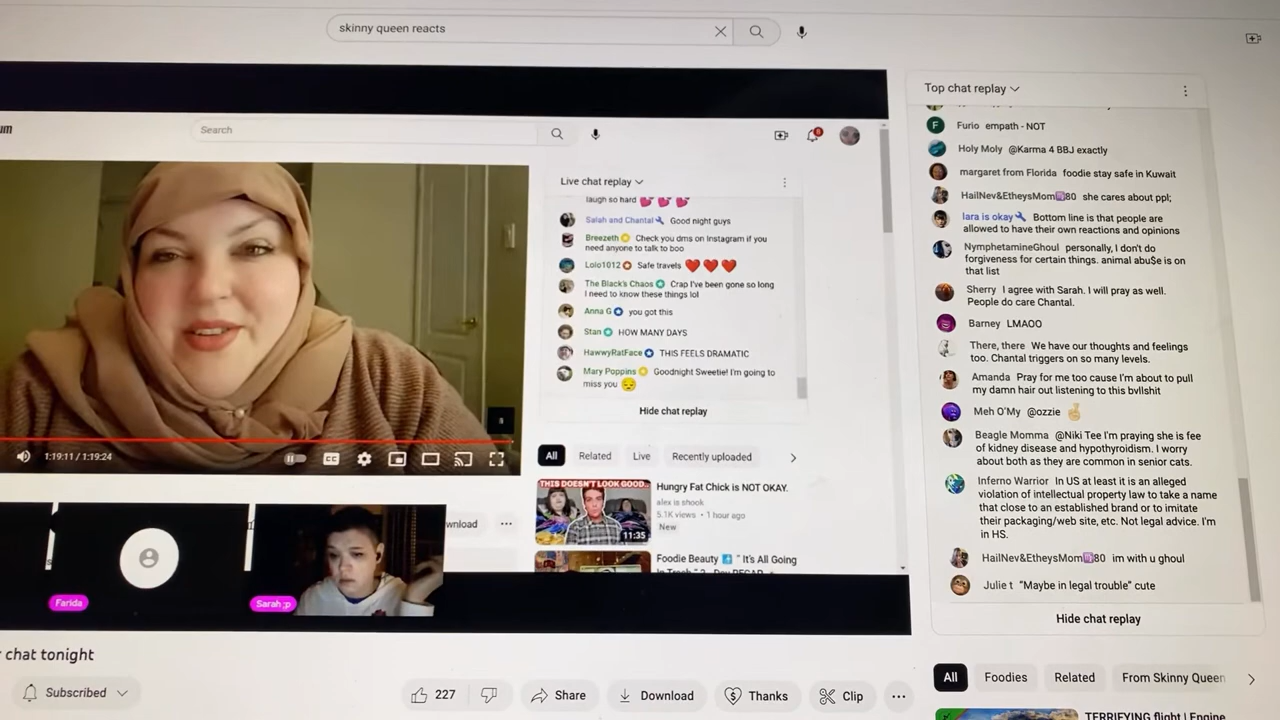 skinny queen reacts
um
Search
Live chat replay
laugh so hard
Salah and Chantal Good night guys
Breezeth Check you dms on Instagram if you
need anyone to talk to boo
Lolo1012 Safe travels
The Black's Chaos Crap I've been gone so long
I need to know these things lol
Anna G you got this
Stan HOW MANY DAYS
HawwyRatFace THIS FEELS DRAMATIC
Mary Poppins Goodnight Sweetie! I'm going to
miss you
Hide chat replay
All Related Live Recently uploaded
THIS DOESN'T LOOK GOOD..
11:35
Hungry Fat Chick is NOT OKAY.
alex is shook
5.1K views • 1 hour ago
New
Foodie Beauty "It's All Going
1:19:11 / 1:19:24
wnload
Farida
Sarah ;p
Top chat replay
Furio empath - NOT
Holy Moly @Karma 4 BBJ exactly
margaret from Florida foodie stay safe in Kuwait
HailNev&EtheysMom80 she cares about ppl;
lara is okay Bottom line is that people are
allowed to have their own reactions and opinions
NymphetamineGhoul personally, I don't do
forgiveness for certain things. animal abu$e is on
that list
Sherry I agree with Sarah. I will pray as well.
People do care Chantal.
Barney LMAOO
There, there We have our thoughts and feelings
too. Chantal triggers on so many levels.
Amanda Pray for me too cause I'm about to pull
my damn hair out listening to this bvllshit
Meh O'My @ozzie
Beagle Momma @Niki Tee I'm praying she is fee
of kidney disease and hypothyroidism. I worry
about both as they are common in senior cats.
Inferno Warrior In US at least it is an alleged
violation of intellectual property law to take a name
that close to an established brand or to imitate
their packaging/web site, etc. Not legal advice. I'm
in HS.
HailNev&EtheysMom80 im with u ghoul
Julie t "Maybe in legal trouble" cute
Hide chat replay
chat tonight
Subscribed
227 Share Download Thanks Clip
All Foodies Related From Skinny Queen
TERRIFYING flight | Engine